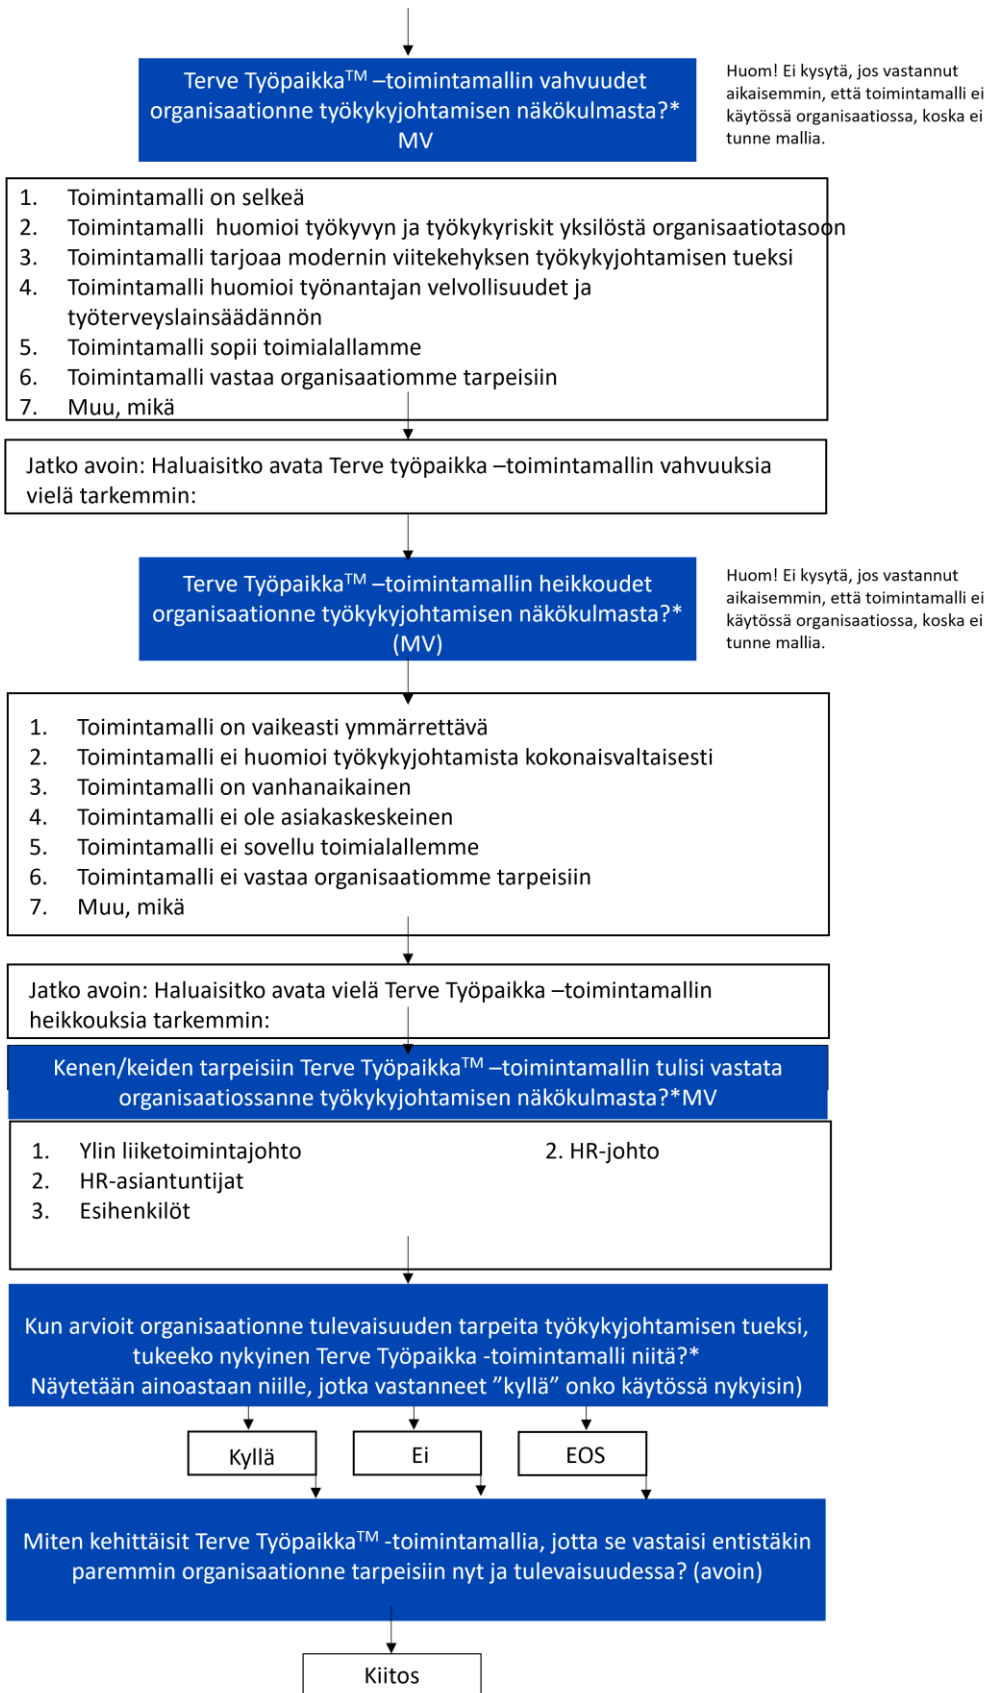 Terve Työpaikka™ –toimintamallin vahvuudet
organisaationne työkykyjohtamisen näkökulmasta?*
MV
Huom! Ei kysytä, jos vastannut
aikaisemmin, että toimintamalli ei
käytössä organisaatiossa, koska ei
tunne mallia.
1. Toimintamalli on selkeä
2. Toimintamalli huomioi työkyvyn ja työkykyriskit yksilöstä organisaatiotasoon
3. Toimintamalli tarjoaa modernin viitekehyksen työkykyjohtamisen tueksi
4. Toimintamalli huomioi työnantajan velvollisuudet ja
työterveyslainsäädännön
5. Toimintamalli sopii toimialallamme
6. Toimintamalli vastaa organisaatiomme tarpeisiin
7. Muu, mikä
Jatko avoin: Haluaisitko avata Terve työpaikka –toimintamallin vahvuuksia
vielä tarkemmin:
Terve Työpaikka™ –toimintamallin heikkoudet
organisaationne työkykyjohtamisen näkökulmasta?*
(MV)
Huom! Ei kysytä, jos vastannut
aikaisemmin, että toimintamalli ei
käytössä organisaatiossa, koska ei
tunne mallia.
1. Toimintamalli on vaikeasti ymmärrettävä
2. Toimintamalli ei huomioi työkykyjohtamista kokonaisvaltaisesti
3. Toimintamalli on vanhanaikainen
4. Toimintamalli ei ole asiakaskeskeinen
5. Toimintamalli ei sovellu toimialallemme
6. Toimintamalli ei vastaa organisaatiomme tarpeisiin
7. Muu, mikä
Jatko avoin: Haluaisitko avata vielä Terve Työpaikka –toimintamallin
heikkouksia tarkemmin:
Kenen/keiden tarpeisiin Terve Työpaikka™ –toimintamallin tulisi vastata
organisaatiossanne työkykyjohtamisen näkökulmasta?*MV
1. Ylin liiketoimintajohto
2. HR-johto
2. HR-asiantuntijat
3. Esihenkilöt
Kun arvioit organisaationne tulevaisuuden tarpeita työkykyjohtamisen tueksi,
tukeeko nykyinen Terve Työpaikka -toimintamalli niitä?*
Näytetään ainoastaan niille, jotka vastanneet ”kyllä” onko käytössä nykyisin)
Kyllä
Ei
EOS
Miten kehittäisit Terve Työpaikka™ -toimintamallia, jotta se vastaisi entistäkin
paremmin organisaationne tarpeisiin nyt ja tulevaisuudessa? (avoin)
Kiitos